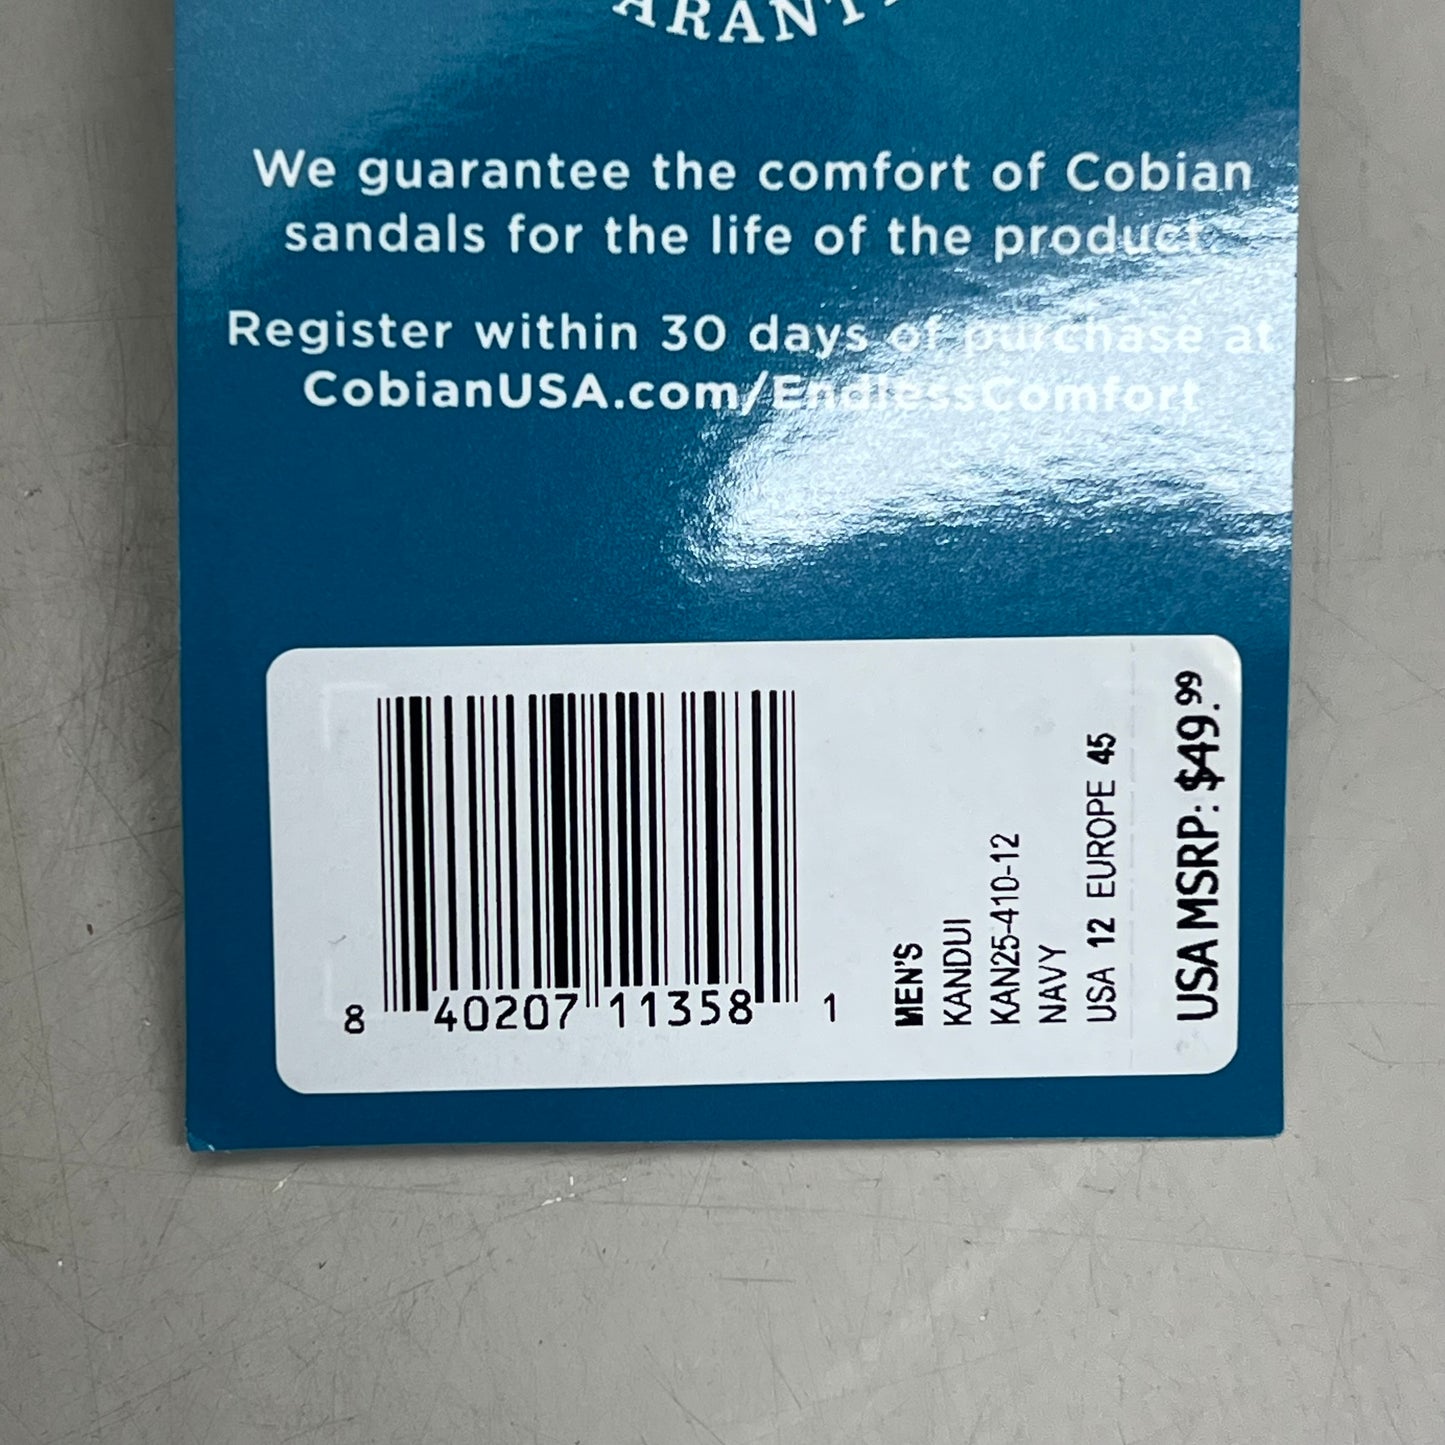 We guarantee the comfort of Cobian
sandals for the life of the product.
Register within 30 days of purchase at
CobianUSA.com/EndlessComfort
8 40207 11358 1
MEN'S
KANDUI
KAN25-410-12
NAVY
USA 12 EUROPE 45
USA MSRP: $49.99